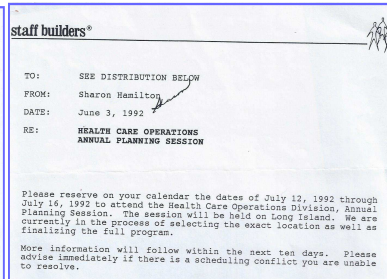 staff builders®
TO: SEE DISTRIBUTION BELOW
FROM: Sharon Hamilton
DATE: June 3, 1992
RE: HEALTH CARE OPERATIONS
ANNUAL PLANNING SESSION
Please reserve on your calendar the dates of July 12, 1992 through
July 16, 1992 to attend the Health Care Operations Division, Annual
Planning Session. The session will be held on Long Island. We are
currently in the process of selecting the exact location as well as
finalizing the full program.
More information will follow within the next ten days. Please
advise immediately if there is a scheduling conflict you are unable
to resolve.